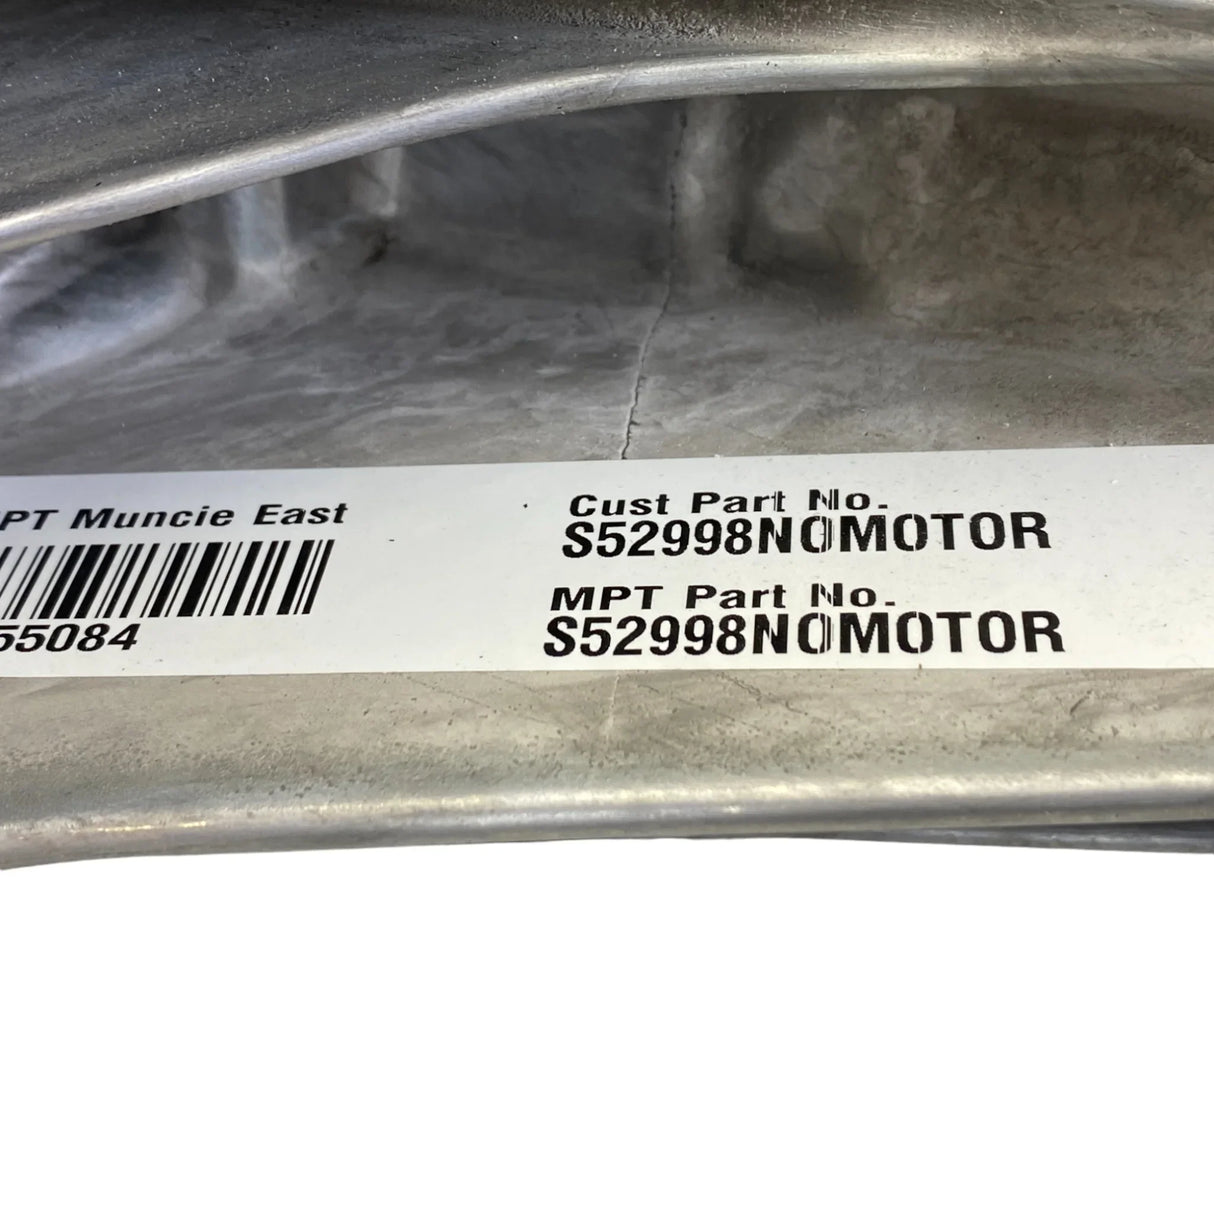 PT Muncie East
55084
Cust Part No.
S52998NOMOTOR
MPT Part No.
S52998NOMOTOR